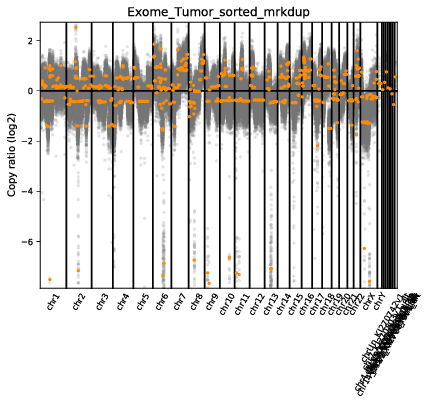 Exome_Tumor_sorted_mrkdup
Copy ratio (log2)
2
0
−2
−4
−6
chr1
chr2
chr3
chr4
chr5
chr6
chr7
chr8
chr9
chr10
chr11
chr12
chr13
chr14
chr15
chr16
chr17
chr18
chr19
chr20
chr21
chr22
chrX
chrY